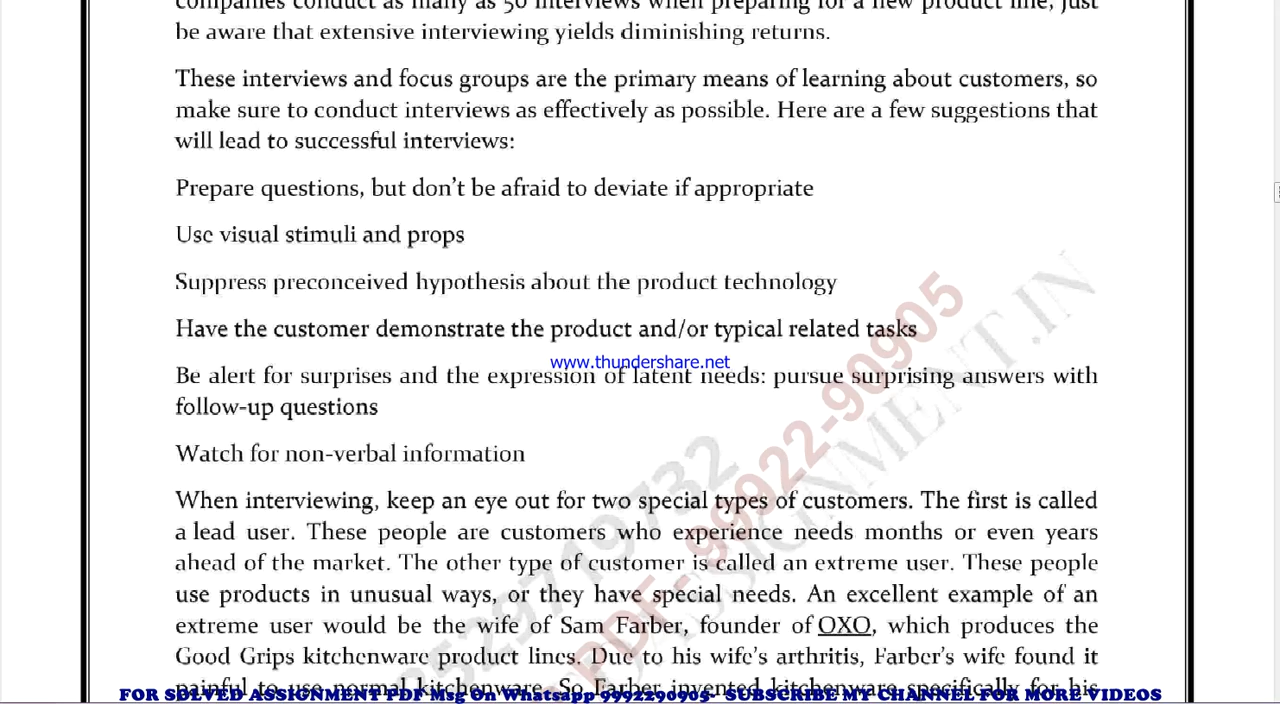 companies conduct as many as 50 interviews when preparing for a new product line, just
be aware that extensive interviewing yields diminishing returns.
These interviews and focus groups are the primary means of learning about customers, so
make sure to conduct interviews as effectively as possible. Here are a few suggestions that
will lead to successful interviews:
Prepare questions, but don't be afraid to deviate if appropriate
Use visual stimuli and props
Suppress preconceived hypothesis about the product technology
Have the customer demonstrate the product and/or typical related tasks
www.thundershare.net
Be alert for surprises and the expression of latent needs: pursue surprising answers with
follow-up questions
Watch for non-verbal information
When interviewing, keep an eye out for two special types of customers. The first is called
a lead user. These people are customers who experience needs months or even years
ahead of the market. The other type of customer is called an extreme user. These people
use products in unusual ways, or they have special needs. An excellent example of an
extreme user would be the wife of Sam Farber, founder of OXO, which produces the
Good Grips kitchenware product lines. Due to his wife's arthritis, Farber's wife found it
painful to use normal kitchenware. So Farber invented kitchenware specifically for his
FOR SOLVED ASSIGNMENT PDF Msg On Whatsapp 9992290905- SUBSCRIBE MY CHANNEL FOR MORE VIDEOS
9529719732
PDF- 99922-90905
SSIGNMENT.IN